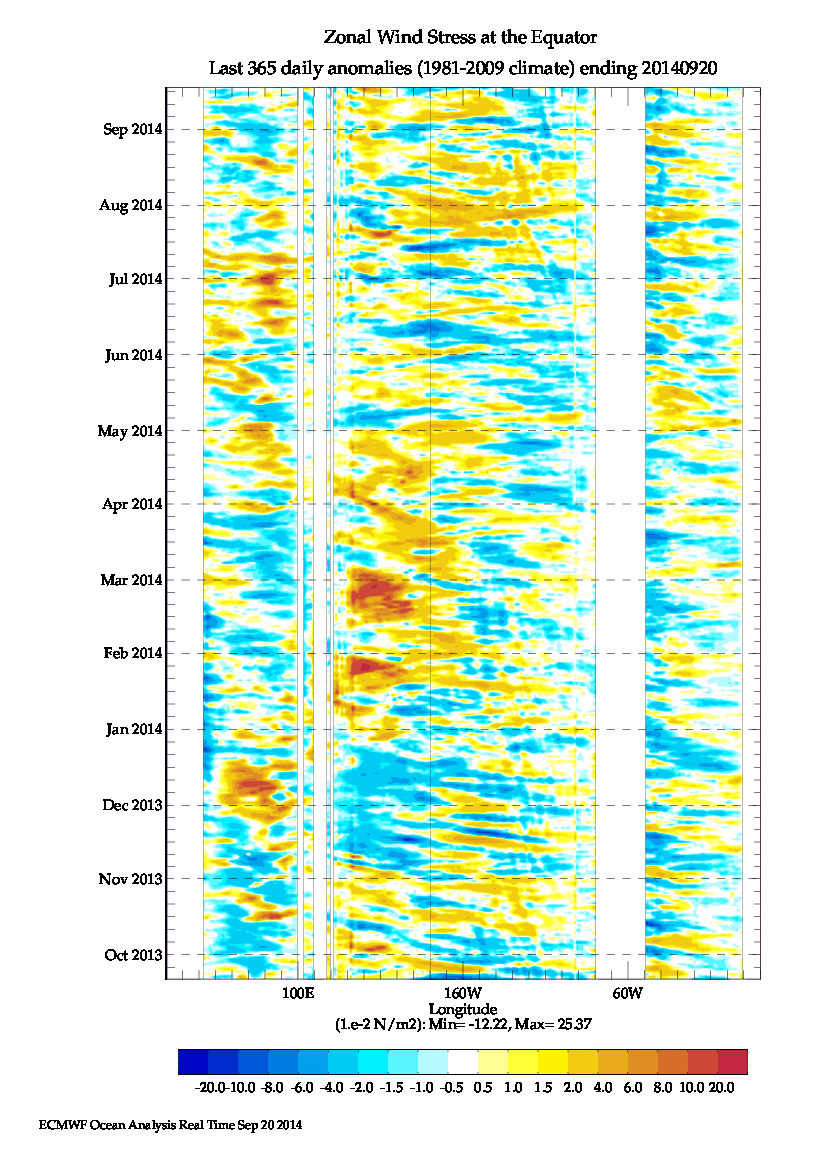 Zonal Wind Stress at the Equator
Last 365 daily anomalies (1981-2009 climate) ending 20140920
Sep 2014
Aug 2014
Jul 2014
Jun 2014
May 2014
Apr 2014
Mar 2014
Feb 2014
Jan 2014
Dec 2013
Nov 2013
Oct 2013
100E 160W 60W
Longitude
(1.e-2 N/m2): Min= -12.22, Max= 25.37
-20.0 -10.0 -8.0 -6.0 -4.0 -2.0 -1.5 -1.0 -0.5 0.5 1.0 1.5 2.0 4.0 6.0 8.0 10.0 20.0
ECMWF Ocean Analysis Real Time Sep 20 2014